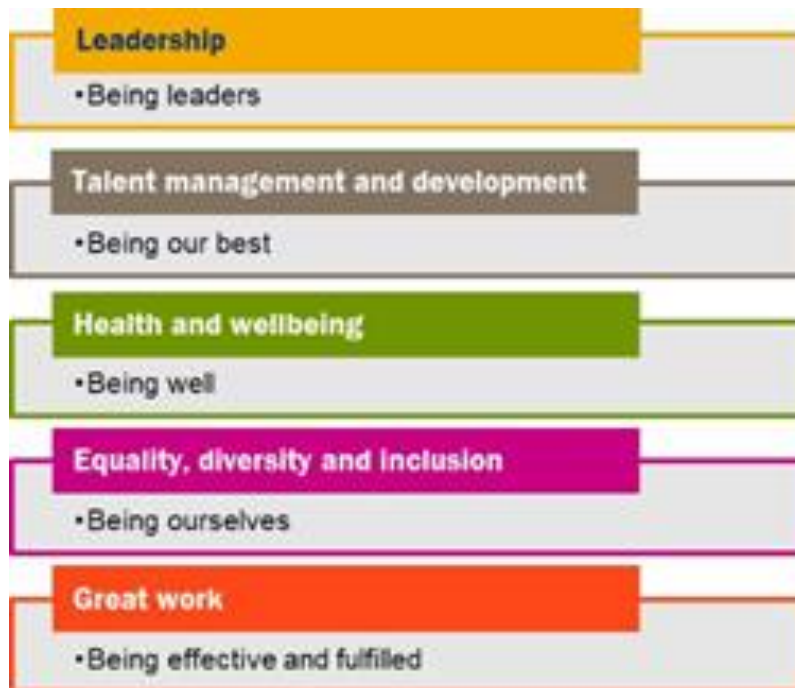 Leadership
•Being leaders
Talent management and development
•Being our best
Health and wellbeing
•Being well
Equality, diversity and inclusion
•Being ourselves
Great work
•Being effective and fulfilled